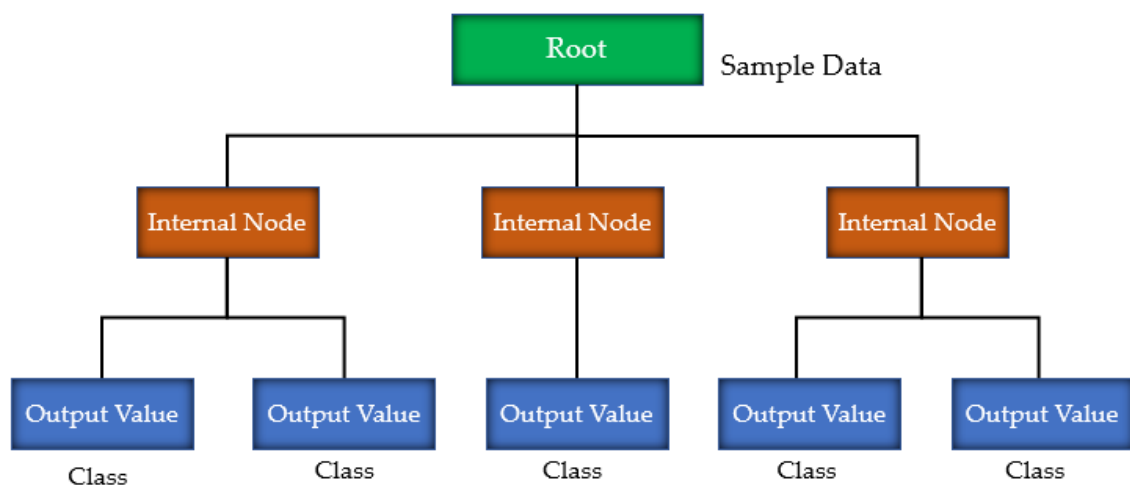 Root
Sample Data
Internal Node
Internal Node
Internal Node
Output Value
Output Value
Output Value
Output Value
Output Value
Class
Class
Class
Class
Class